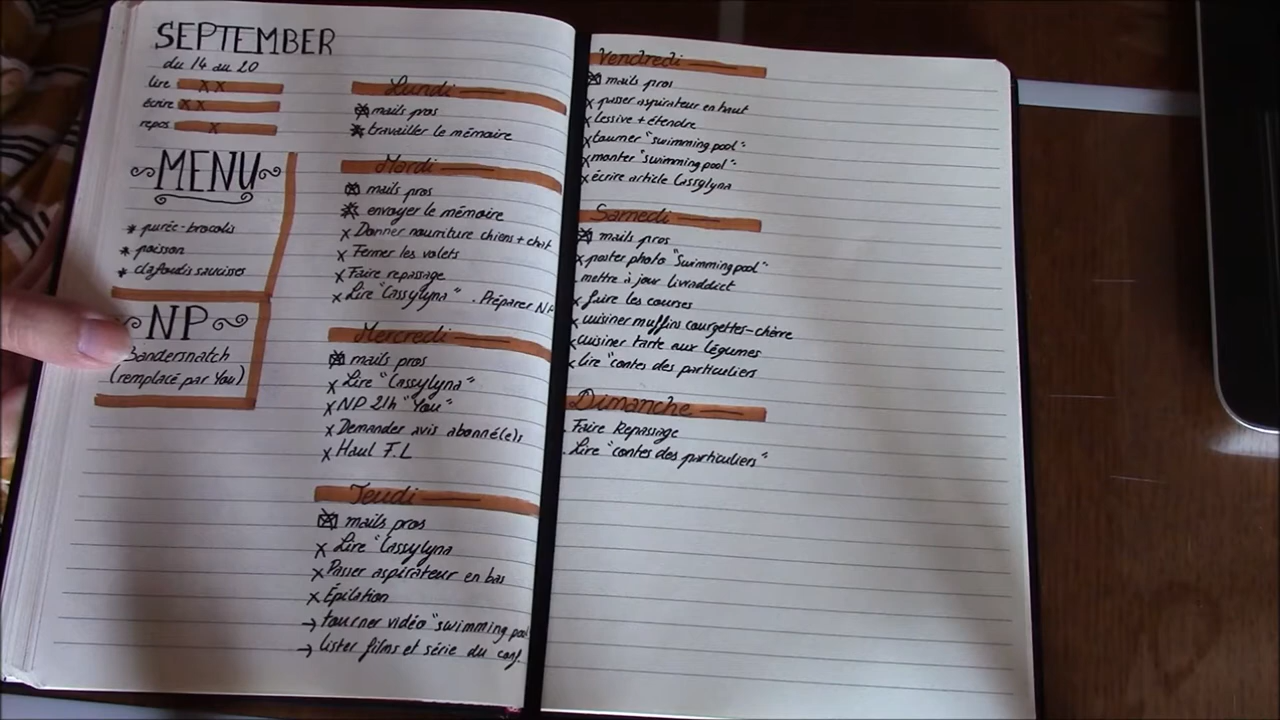 SEPTEMBER
du 14 au 20
lire X X
écrire X X
repos X
MENU
* purée-brocolis
* poisson
* clafoutis saucisses
NP
Bandersnatch
(remplacé par You)
Lundi
mails pros
travailler le mémoire
Mardi
mails pros
envoyer le mémoire
x Donner nourriture chiens + chat
x Fermer les volets
x Faire repassage
x Lire "Cassylyna" . Préparer NP
Mercredi
mails pros
x Lire "Cassylyna"
x NP 21h "You"
x Demander avis abonné(e)s
x Haul F.L
Jeudi
mails pros
x Lire "Cassylyna
x Passer aspirateur en bas
x Épilation
→ tourner vidéo "swimming pool
→ lister films et série du conf.
Vendredi
mails pros
x passer aspirateur en haut
x lessive + étendre
x tourner "swimming pool"
x monter "swimming pool"
x écrire article Cassylyna
Samedi
mails pros
x poster photo "Swimming pool"
. mettre à jour livraddict
x faire les courses
x cuisiner muffins courgettes-chèvre
x cuisiner tarte aux légumes
x lire "contes des particuliers
Dimanche
. Faire Repassage
. Lire "contes des particuliers"